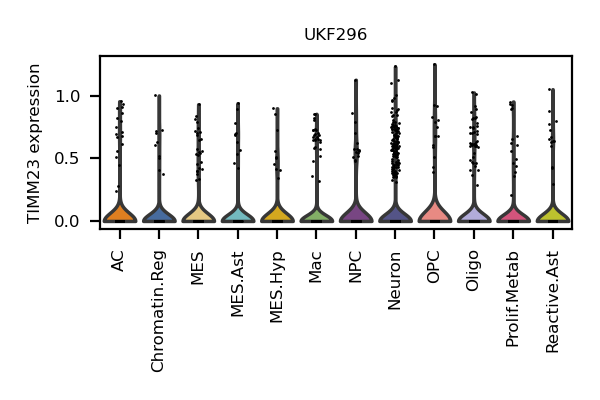 UKF296
TIMM23 expression
1.0
0.5
0.0
AC
Chromatin.Reg
MES
MES.Ast
MES.Hyp
Mac
NPC
Neuron
OPC
Oligo
Prolif.Metab
Reactive.Ast